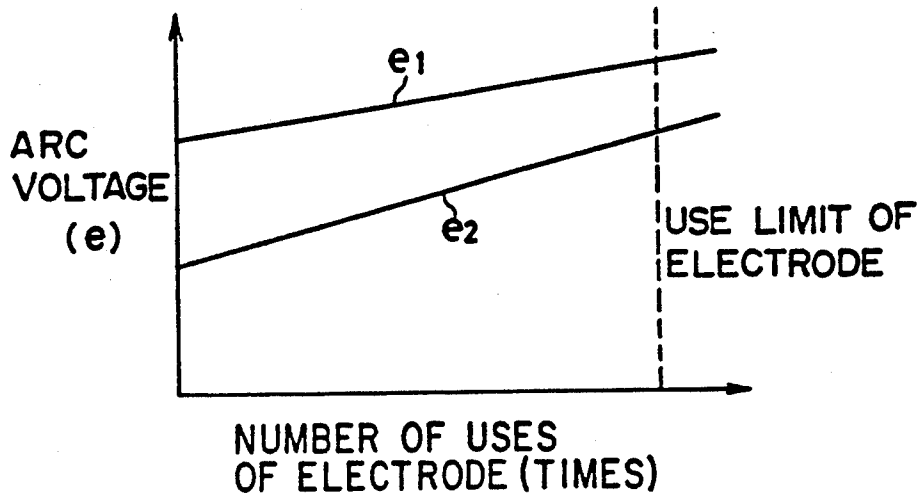 e1
ARC
VOLTAGE
(e)
e2
USE LIMIT OF
ELECTRODE
NUMBER OF USES
OF ELECTRODE (TIMES)